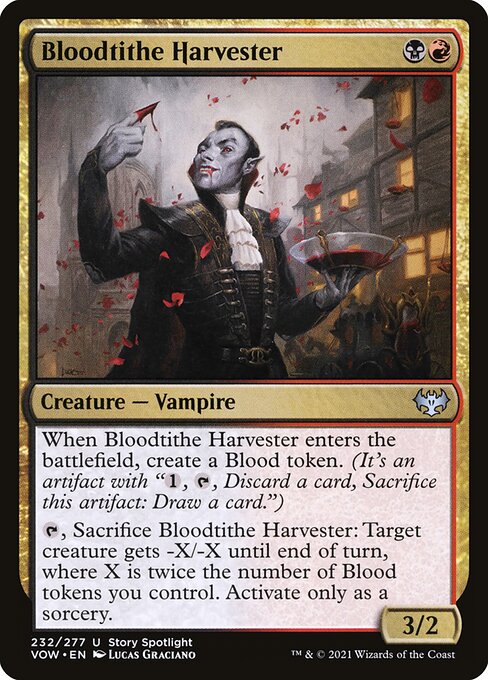 Bloodtithe Harvester
Creature — Vampire
When Bloodtithe Harvester enters the
battlefield, create a Blood token. (It's an
artifact with “1, , Discard a card, Sacrifice
this artifact: Draw a card.”)
, Sacrifice Bloodtithe Harvester: Target
creature gets -X/-X until end of turn,
where X is twice the number of Blood
tokens you control. Activate only as a
sorcery.
3/2
232/277 U Story Spotlight
VOW • EN Lucas Graciano
™ & © 2021 Wizards of the Coast